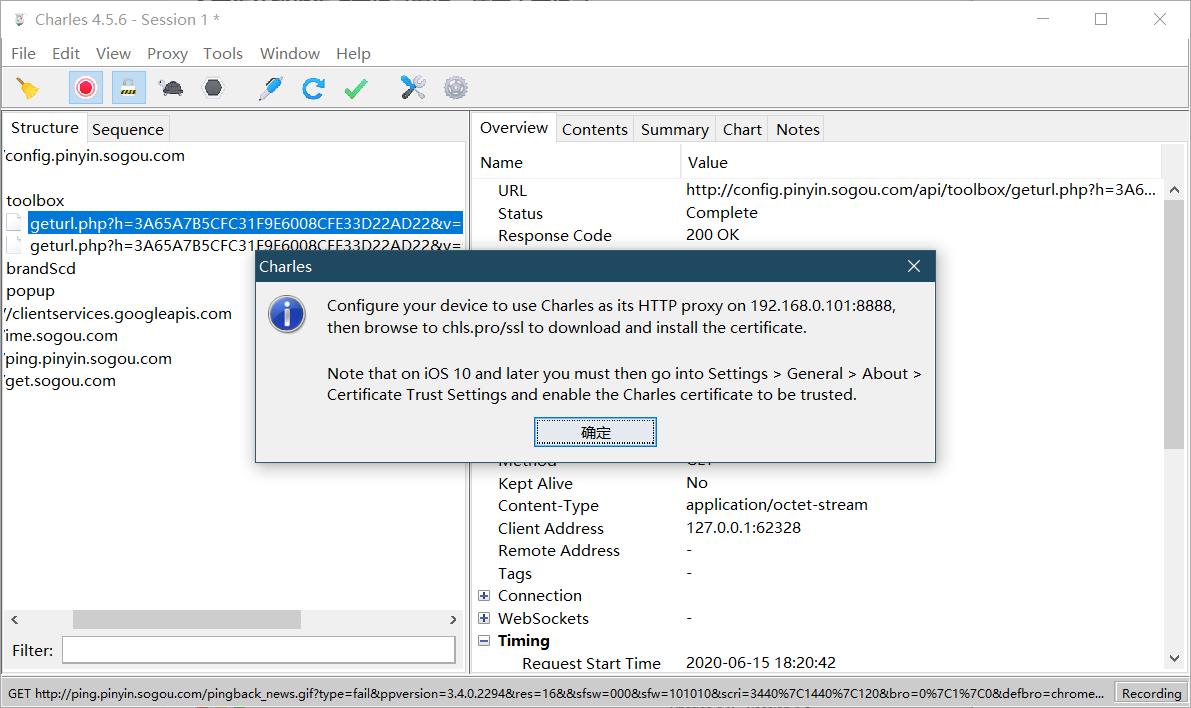 Charles 4.5.6 - Session 1 *
File Edit View Proxy Tools Window Help
Structure Sequence
/config.pinyin.sogou.com
toolbox
geturl.php?h=3A65A7B5CFC31F9E6008CFE33D22AD22&v=
geturl.php?h=3A65A7B5CFC31F9E6008CFE33D22AD22&v=
brandScd
popup
//clientservices.googleapis.com
/ime.sogou.com
/ping.pinyin.sogou.com
/get.sogou.com
Filter:
Overview Contents Summary Chart Notes
Name Value
URL http://config.pinyin.sogou.com/api/toolbox/geturl.php?h=3A6...
Status Complete
Response Code 200 OK
Charles
Configure your device to use Charles as its HTTP proxy on 192.168.0.101:8888,
then browse to chls.pro/ssl to download and install the certificate.
Note that on iOS 10 and later you must then go into Settings > General > About >
Certificate Trust Settings and enable the Charles certificate to be trusted.
确定
Method GET
Kept Alive No
Content-Type application/octet-stream
Client Address 127.0.0.1:62328
Remote Address -
Tags -
Connection
WebSockets -
Timing
Request Start Time 2020-06-15 18:20:42
GET http://ping.pinyin.sogou.com/pingback_news.gif?type=fail&ppversion=3.4.0.2294&res=16&&sfsw=000&sfw=101010&scri=3440%7C1440%7C120&bro=0%7C1%7C0&defbro=chrome... Recording